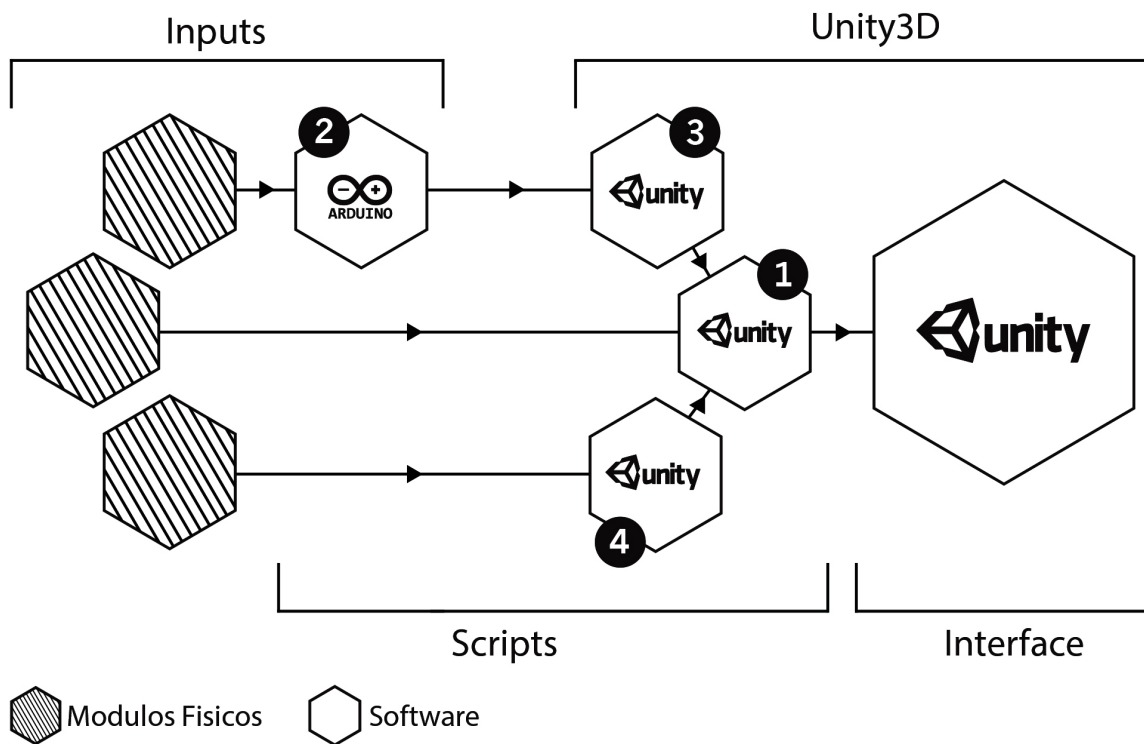 Inputs
Unity3D
2
3
ARDUINO
unity
1
unity
unity
unity
4
Scripts
Interface
Modulos Fisicos
Software